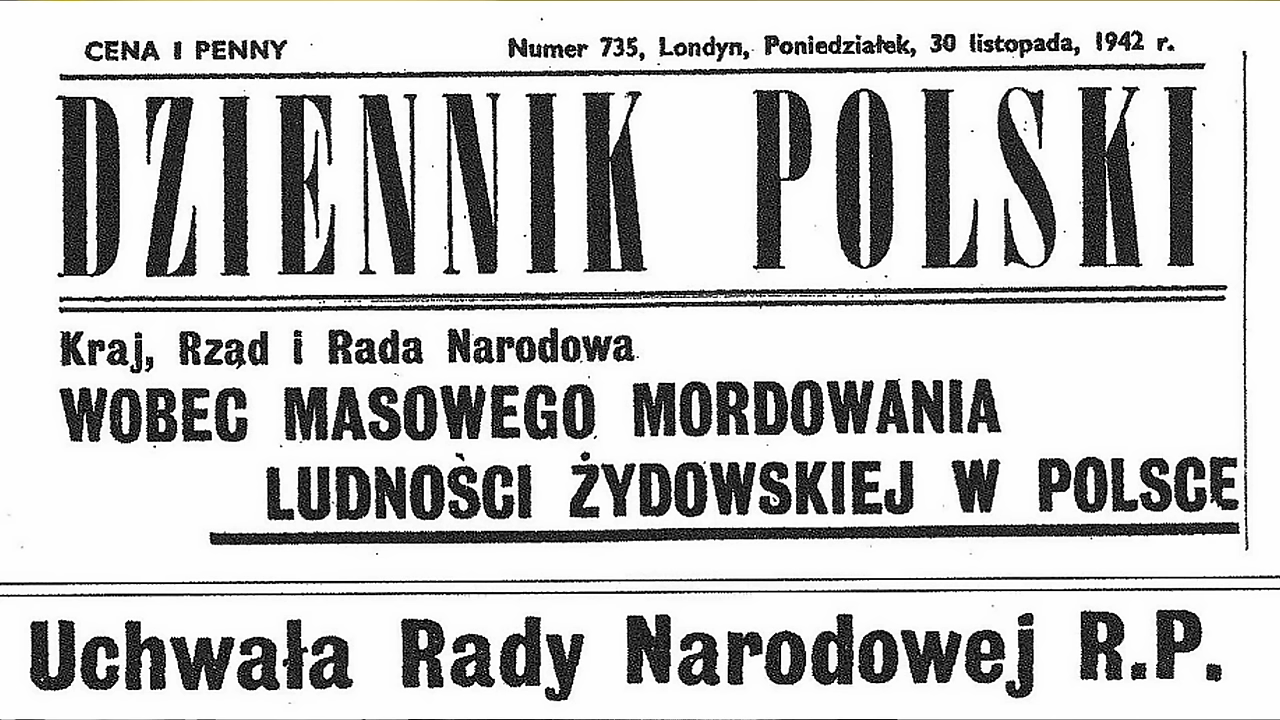 CENA 1 PENNY
Numer 735, Londyn, Poniedziałek, 30 listopada, 1942 r.
DZIENNIK POLSKI
Kraj, Rząd i Rada Narodowa
WOBEC MASOWEGO MORDOWANIA
LUDNOŚCI ŻYDOWSKIEJ W POLSCE
Uchwała Rady Narodowej R.P.